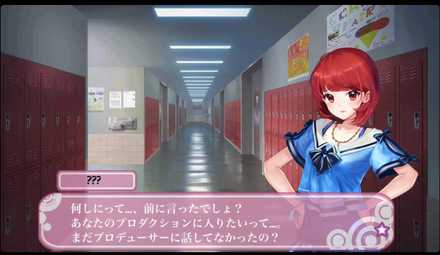 ???
何しにって…、前に言ったでしょ？
あなたのプロダクションに入りたいって…。
まだプロデューサーに話してなかったの？